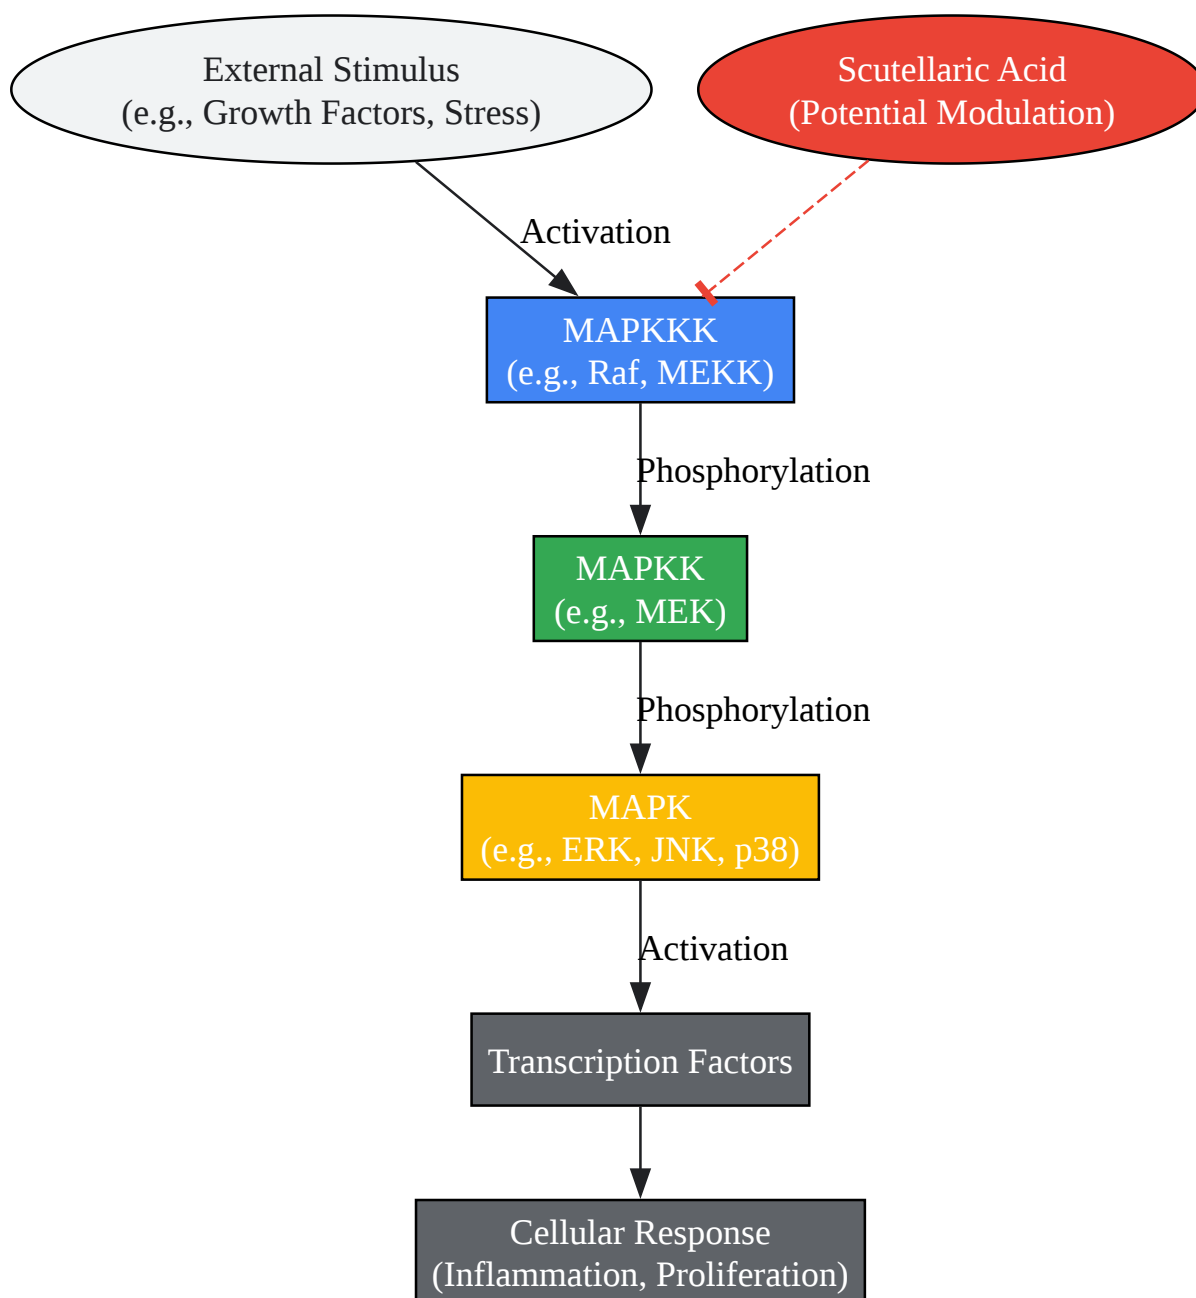 External Stimulus
(e.g., Growth Factors, Stress)
Scutellaric Acid
(Potential Modulation)
Activation
MAPKKK
(e.g., Raf, MEKK)
Phosphorylation
MAPKK
(e.g., MEK)
Phosphorylation
MAPK
(e.g., ERK, JNK, p38)
Activation
Transcription Factors
Cellular Response
(Inflammation, Proliferation)